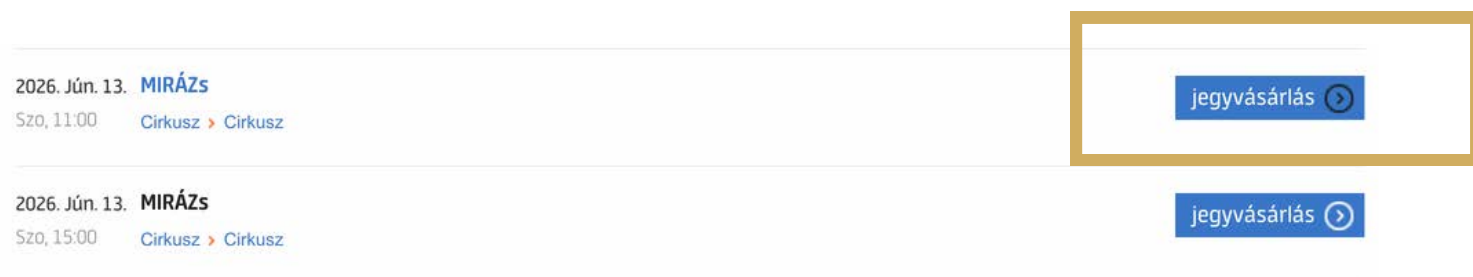 2026. Jún. 13. MIRÁZs jegyvásárlás
Szo, 11:00 Cirkusz > Cirkusz
2026. Jún. 13. MIRÁZs jegyvásárlás
Szo, 15:00 Cirkusz > Cirkusz